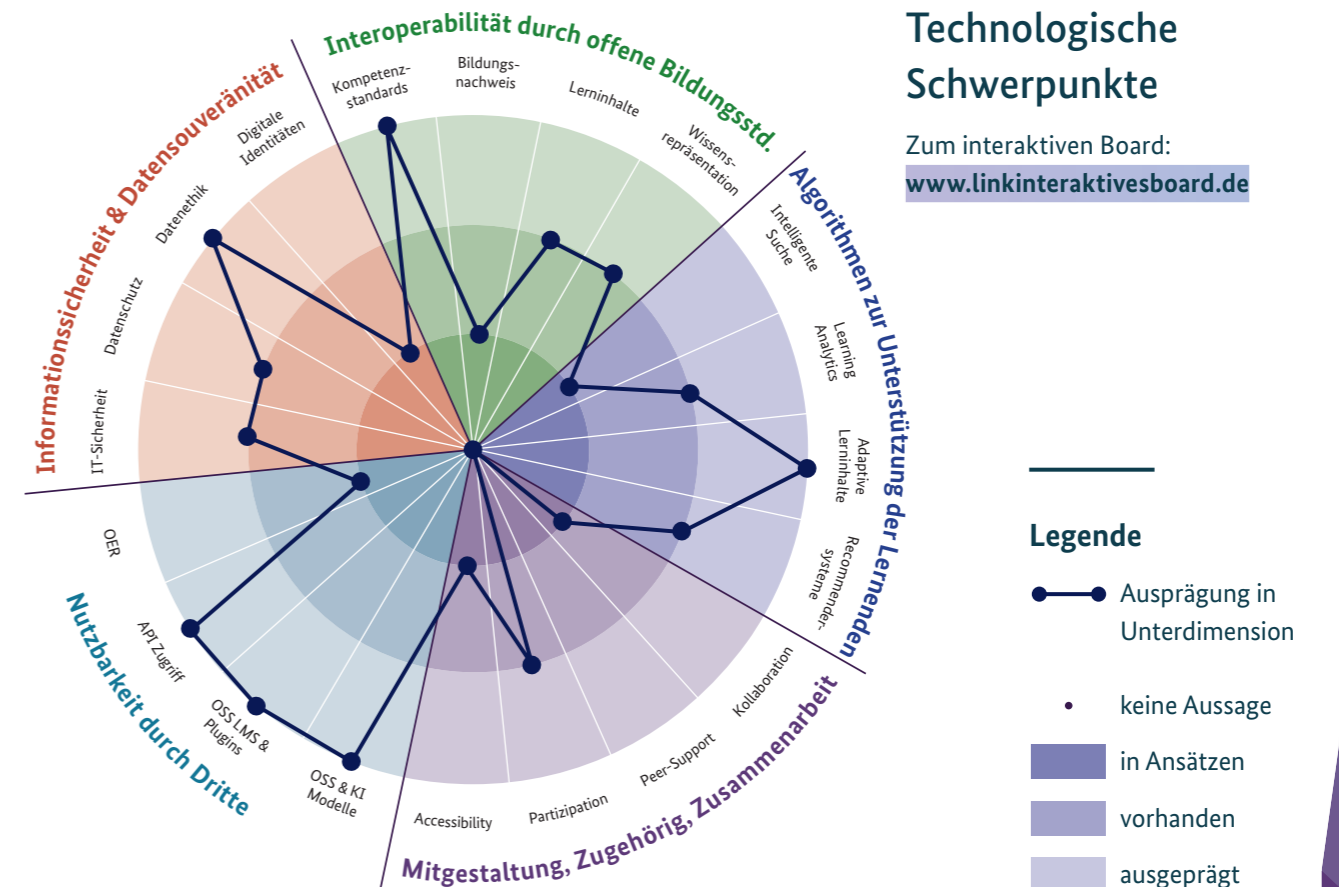 Technologische
Schwerpunkte
Zum interaktiven Board:
www.linkinteraktivesboard.de
Interoperabilität durch offene Bildungsstd.
Kompetenz-
standards
Bildungs-
nachweis
Lerninhalte
Wissens-
repräsentation
Algorithmen zur Unterstützung der Lernenden
Intelligente
Suche
Learning
Analytics
Adaptive
Lerninhalte
Recommender-
systeme
Mitgestaltung, Zugehörig, Zusammenarbeit
Kollaboration
Peer-Support
Partizipation
Accessibility
Nutzbarkeit durch Dritte
OSS & KI
Modelle
OSS LMS &
Plugins
API Zugriff
OER
Informationssicherheit & Datensouveränität
IT-Sicherheit
Datenschutz
Datenethik
Digitale
Identitäten
Legende
Ausprägung in
Unterdimension
keine Aussage
in Ansätzen
vorhanden
ausgeprägt